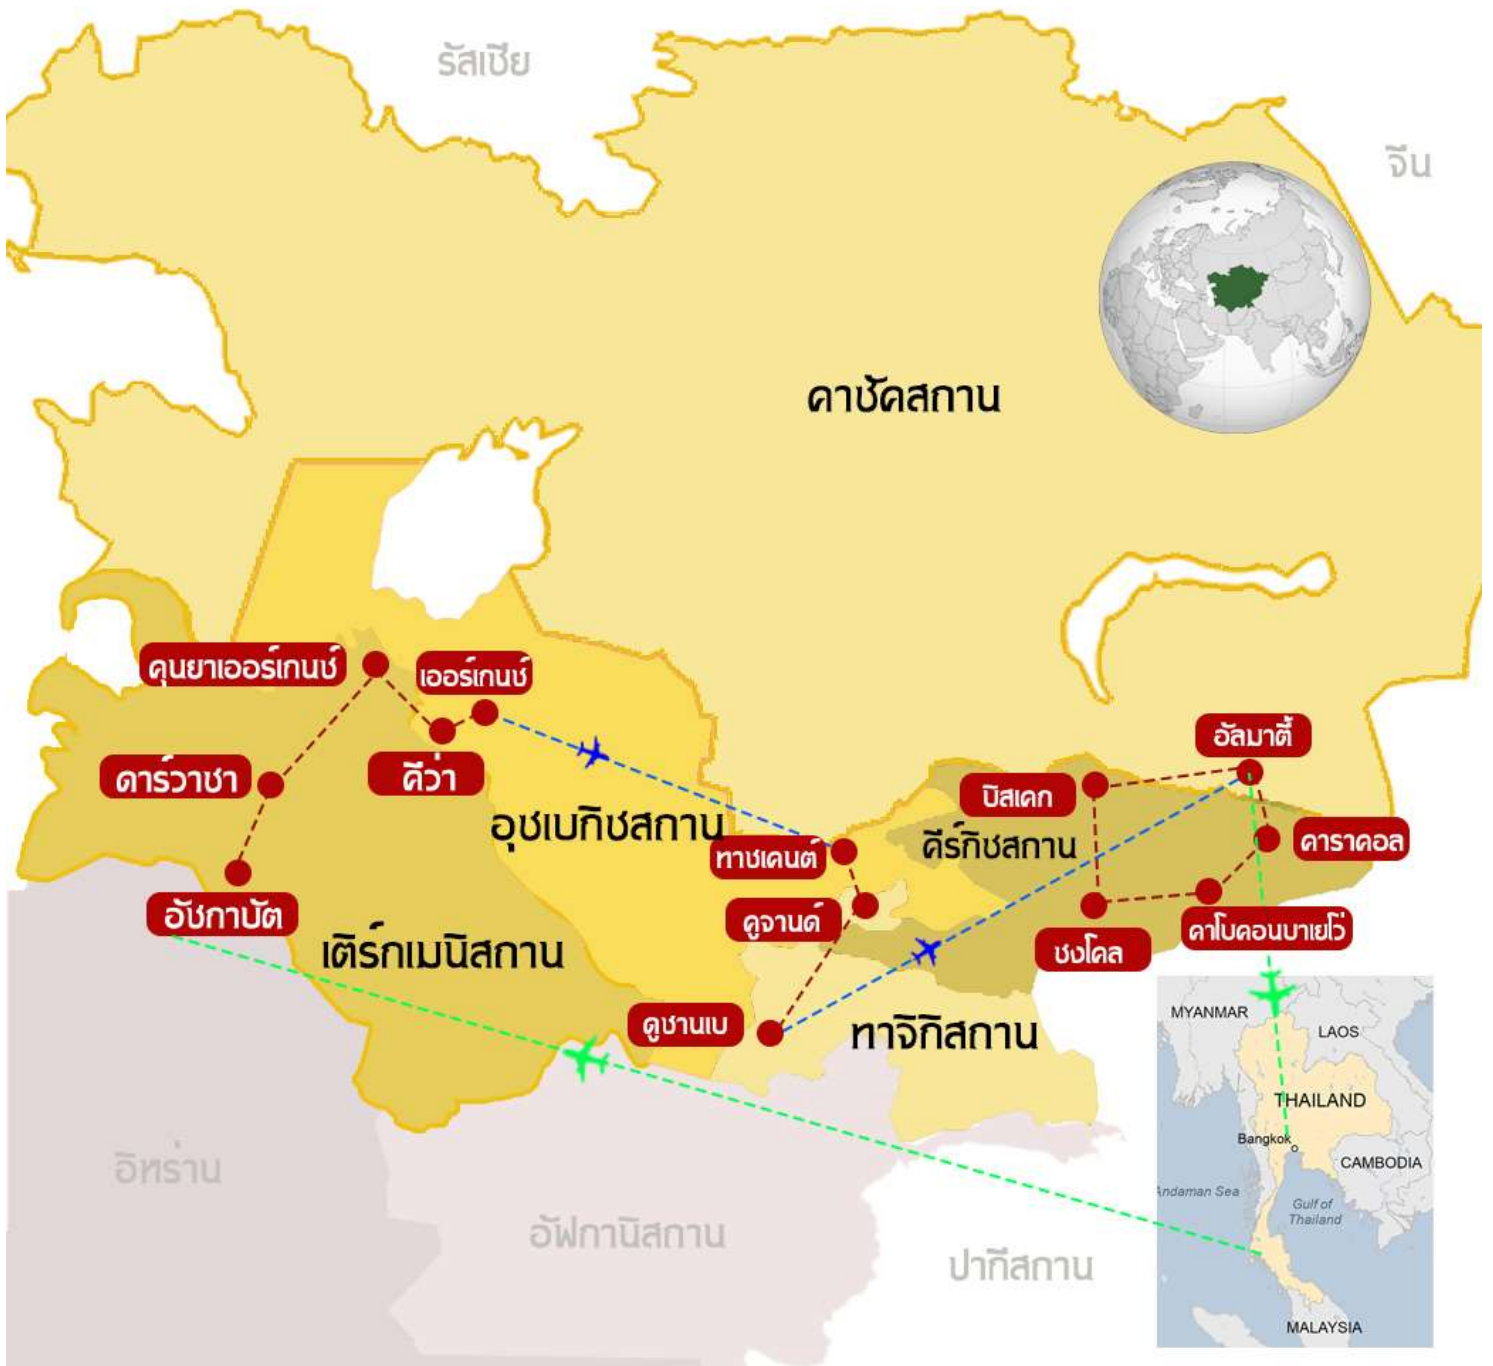 รัสเซีย
จีน
คาซัคสถาน
คุนยาเออร์เกนซ์
เออร์เกนซ์
ดาร์วาซา
คีว่า
อัชกาบัต
อุซเบกิซสถาน
เติร์กเมนิสถาน
ทาซเคนต์
คูจานด์
ดูซานเบ
ทาจิกิสถาน
บิสเคก
คีร์กิซสถาน
อัลมาตี้
คาราคอล
คาโบคอนบาเยโว่
ซงโคล
MYANMAR
LAOS
THAILAND
Bangkok
CAMBODIA
Andaman Sea
Gulf of
Thailand
MALAYSIA
อิหร่าน
อัฟกานิสถาน
ปากีสถาน